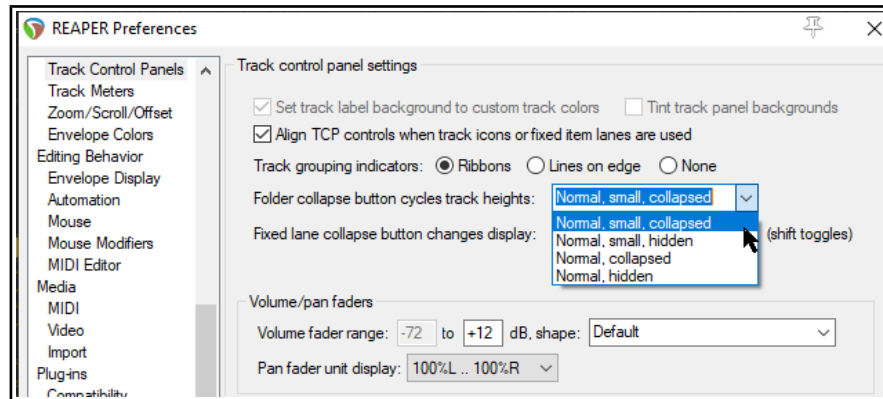 REAPER Preferences
Track Control Panels
Track Meters
Zoom/Scroll/Offset
Envelope Colors
Editing Behavior
Envelope Display
Automation
Mouse
Mouse Modifiers
MIDI Editor
Media
MIDI
Video
Import
Plug-ins
Compatibility
Track control panel settings
Set track label background to custom track colors Tint track panel backgrounds
Align TCP controls when track icons or fixed item lanes are used
Track grouping indicators: Ribbons Lines on edge None
Folder collapse button cycles track heights: Normal, small, collapsed
Normal, small, collapsed
Fixed lane collapse button changes display: Normal, small, hidden (shift toggles)
Normal, collapsed
Normal, hidden
Volume/pan faders
Volume fader range: -72 to +12 dB, shape: Default
Pan fader unit display: 100%L .. 100%R